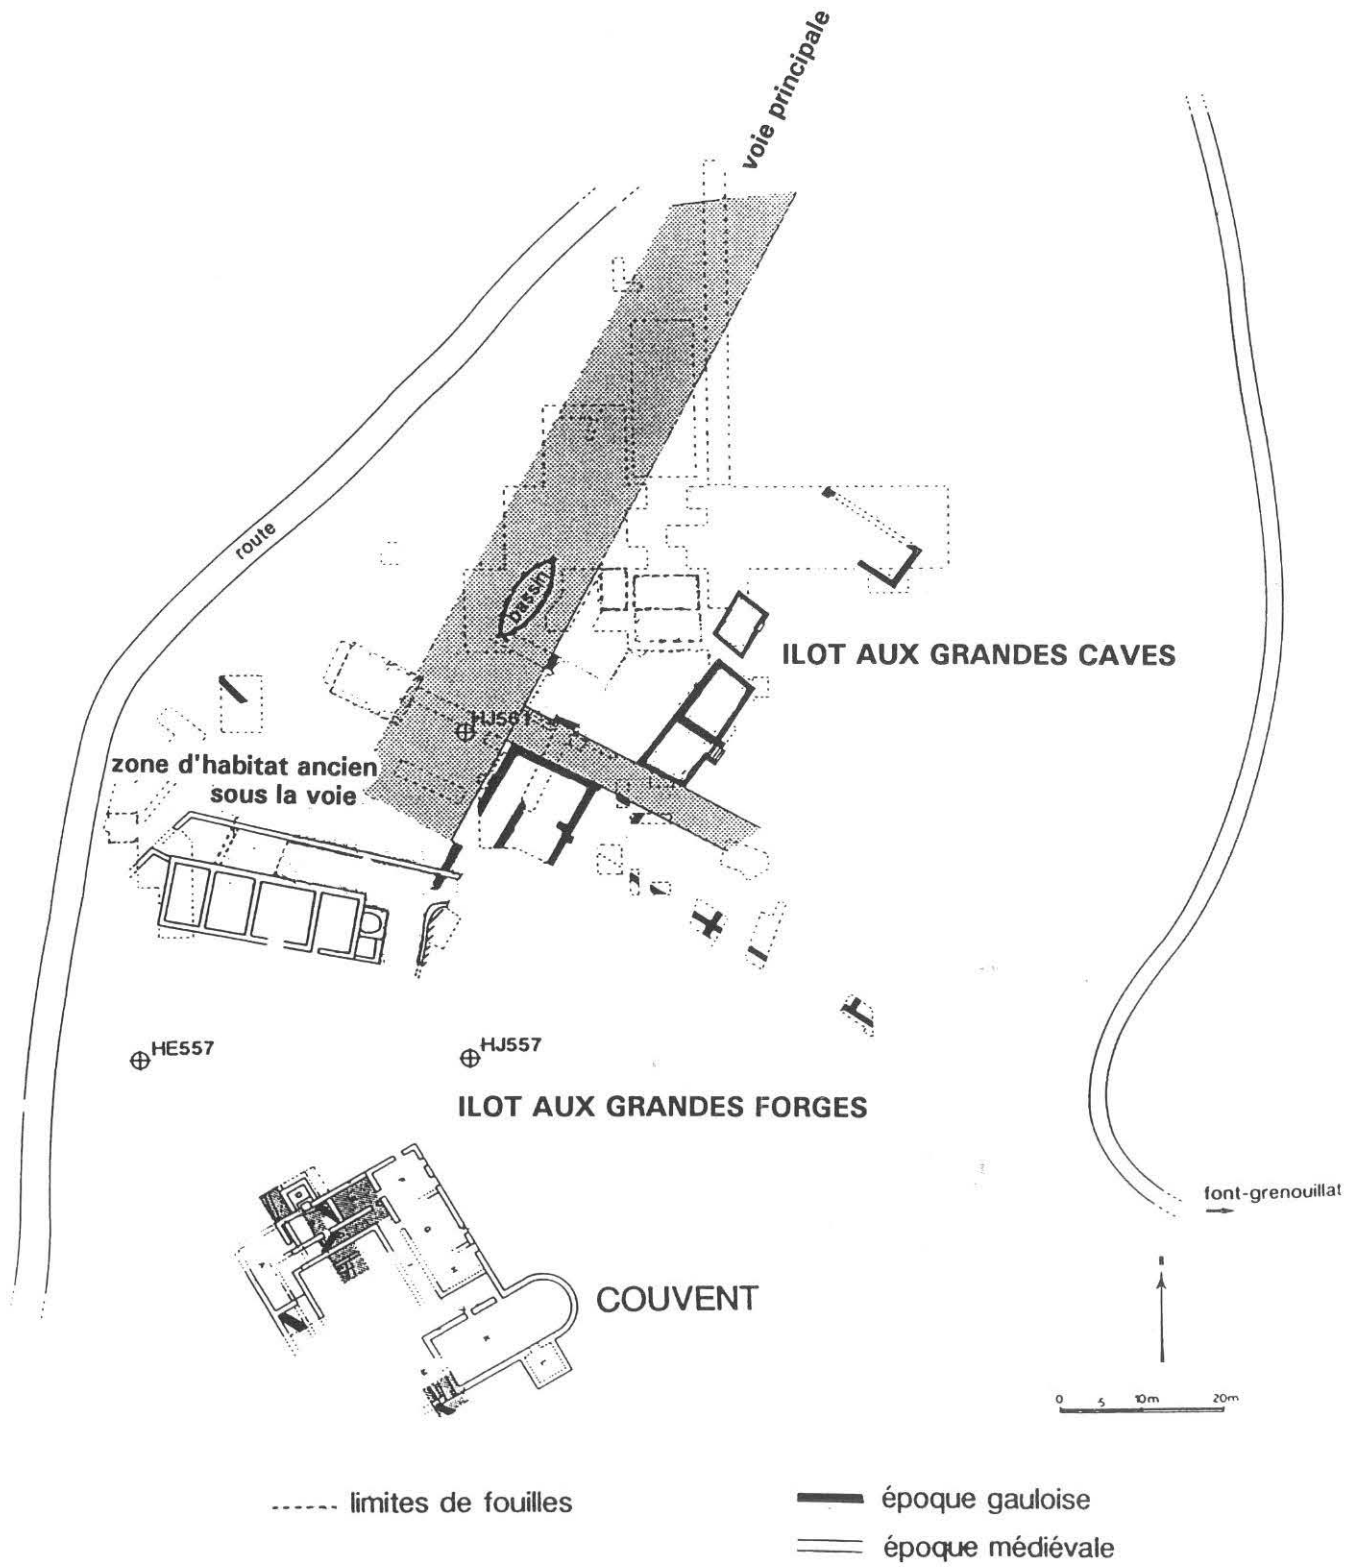 voie principale
route
bassin
ILOT AUX GRANDES CAVES
HJ561
zone d'habitat ancien
sous la voie
HE557
HJ557
ILOT AUX GRANDES FORGES
font-grenouillat
COUVENT
0 5 10m 20m
limites de fouilles
époque gauloise
époque médiévale